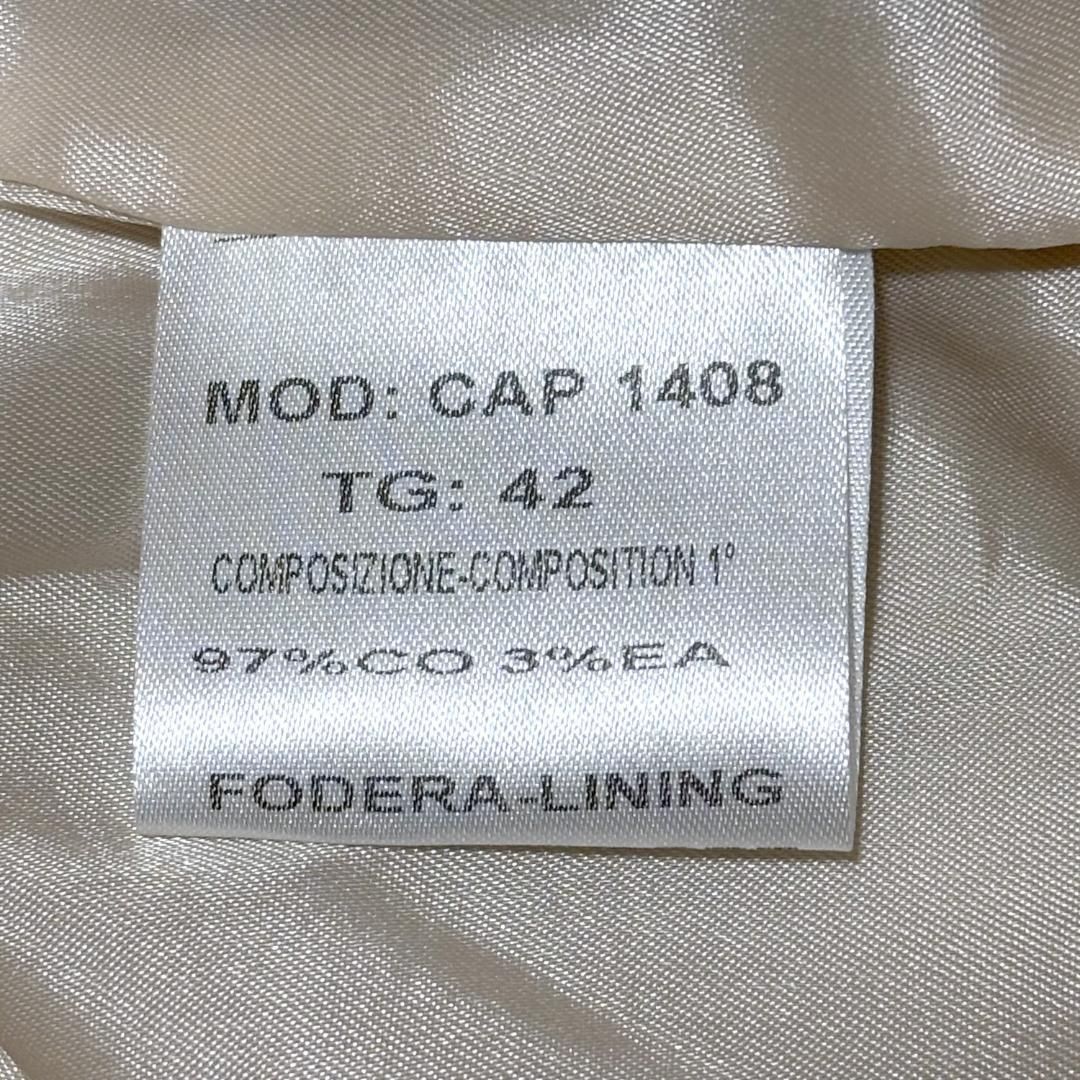 MOD: CAP 1408
TG: 42
COMPOSIZIONE-COMPOSITION 1°
97%CO 3%EA
FODERA-LINING